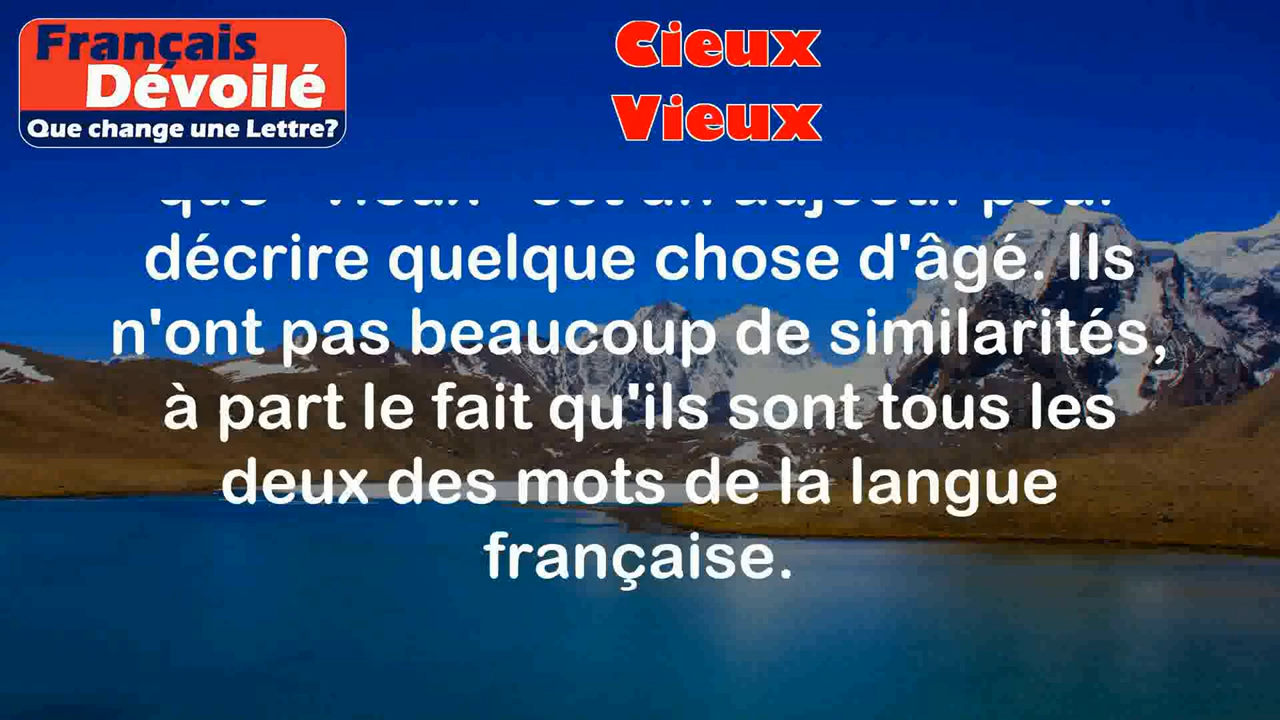 Français
Dévoilé
Que change une Lettre?
Cieux
Vieux
décrire quelque chose d'âgé. Ils
n'ont pas beaucoup de similarités,
à part le fait qu'ils sont tous les
deux des mots de la langue
française.